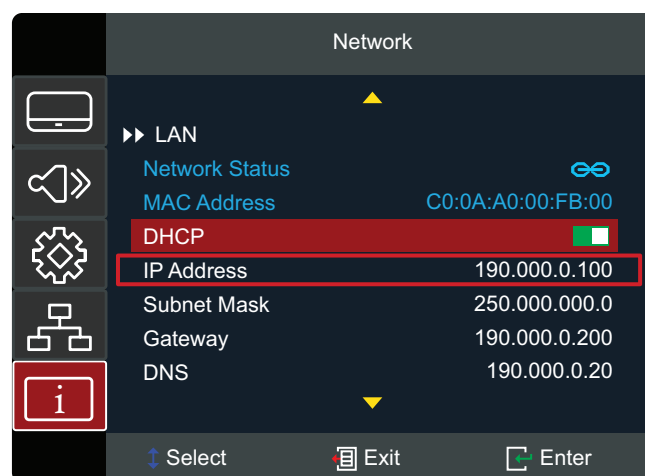 Network
LAN
Network Status
MAC Address C0:0A:A0:00:FB:00
DHCP
IP Address 190.000.0.100
Subnet Mask 250.000.000.0
Gateway 190.000.0.200
DNS 190.000.0.20
i
Select Exit Enter